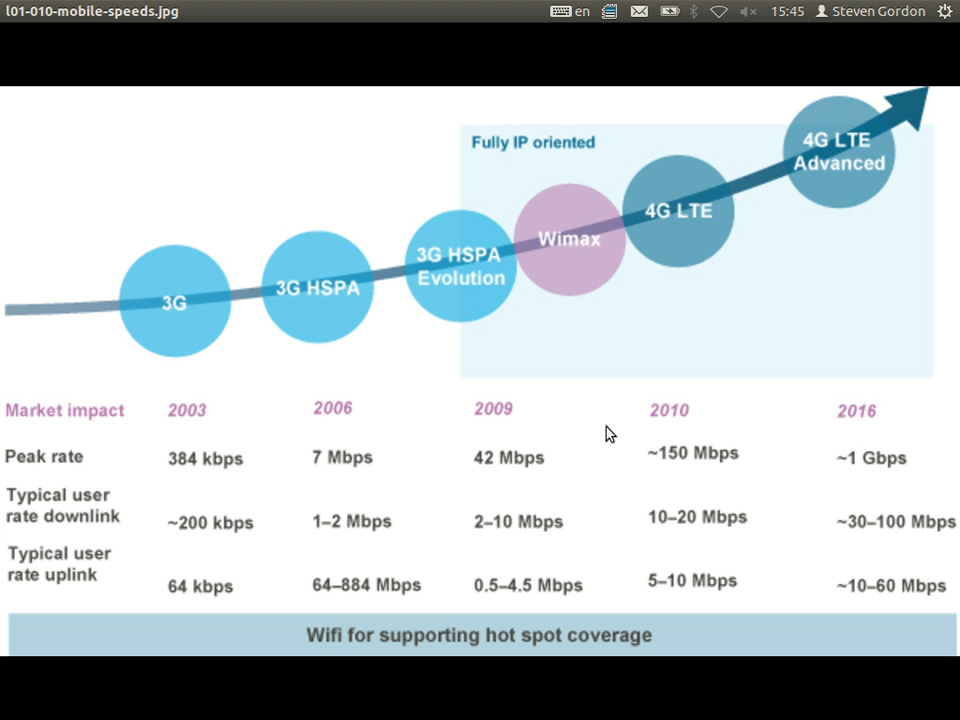 l01-010-mobile-speeds.jpg en 15:45 Steven Gordon
Fully IP oriented
3G
3G HSPA
3G HSPA
Evolution
Wimax
4G LTE
4G LTE
Advanced
Market impact 2003 2006 2009 2010 2016
Peak rate 384 kbps 7 Mbps 42 Mbps ~150 Mbps ~1 Gbps
Typical user
rate downlink ~200 kbps 1–2 Mbps 2–10 Mbps 10–20 Mbps ~30–100 Mbps
Typical user
rate uplink 64 kbps 64–884 Mbps 0.5–4.5 Mbps 5–10 Mbps ~10–60 Mbps
Wifi for supporting hot spot coverage